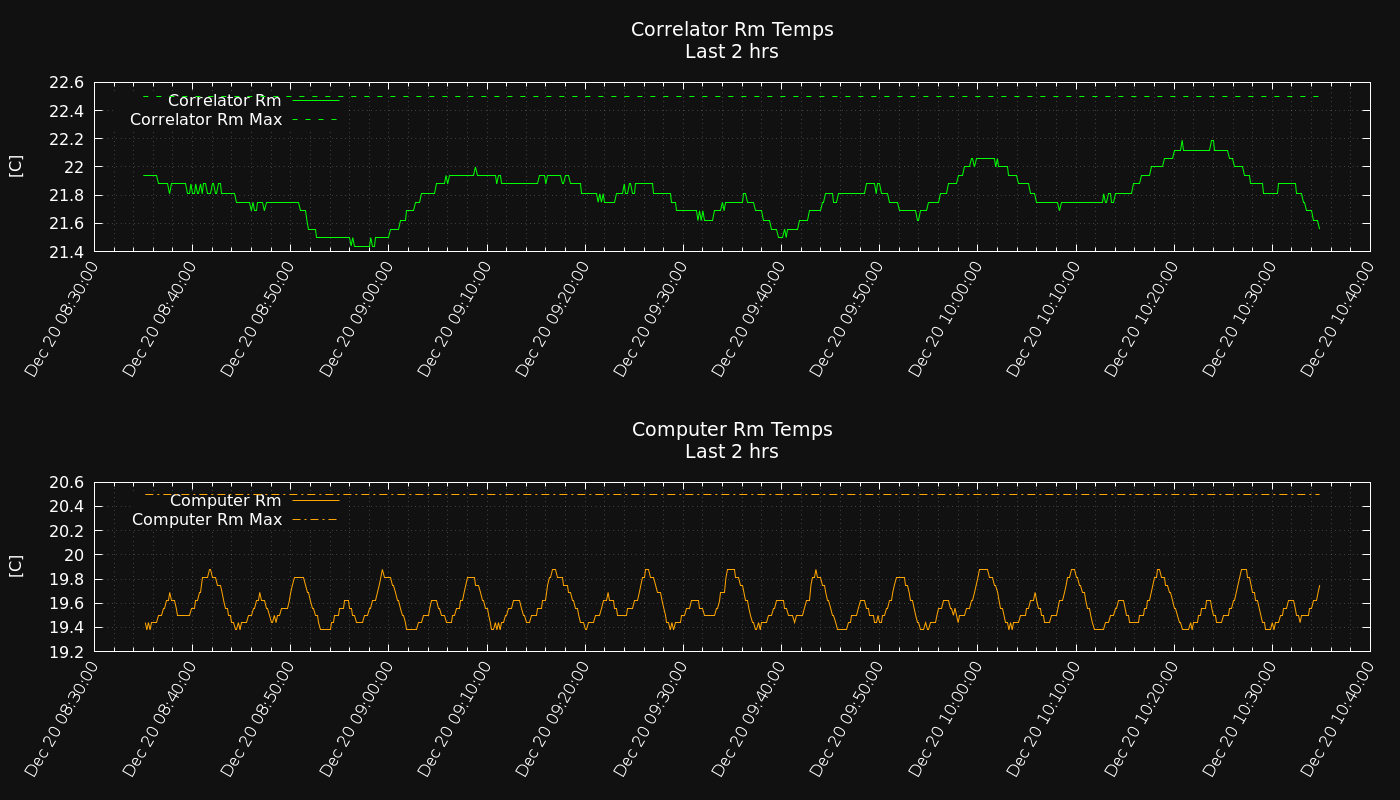 Correlator Rm Temps
Last 2 hrs
22.6
22.4
22.2
22
21.8
21.6
21.4
[C]
Correlator Rm
Correlator Rm Max
Dec 20 08:30:00
Dec 20 08:40:00
Dec 20 08:50:00
Dec 20 09:00:00
Dec 20 09:10:00
Dec 20 09:20:00
Dec 20 09:30:00
Dec 20 09:40:00
Dec 20 09:50:00
Dec 20 10:00:00
Dec 20 10:10:00
Dec 20 10:20:00
Dec 20 10:30:00
Dec 20 10:40:00
Computer Rm Temps
Last 2 hrs
20.6
20.4
20.2
20
19.8
19.6
19.4
19.2
[C]
Computer Rm
Computer Rm Max
Dec 20 08:30:00
Dec 20 08:40:00
Dec 20 08:50:00
Dec 20 09:00:00
Dec 20 09:10:00
Dec 20 09:20:00
Dec 20 09:30:00
Dec 20 09:40:00
Dec 20 09:50:00
Dec 20 10:00:00
Dec 20 10:10:00
Dec 20 10:20:00
Dec 20 10:30:00
Dec 20 10:40:00